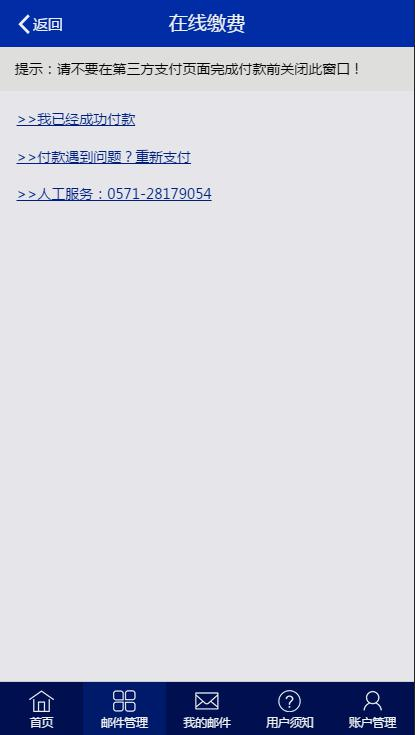 返回
在线缴费
提示：请不要在第三方支付页面完成付款前关闭此窗口！
>>我已经成功付款
>>付款遇到问题？重新支付
>>人工服务：0571-28179054
首页
邮件管理
我的邮件
用户须知
账户管理